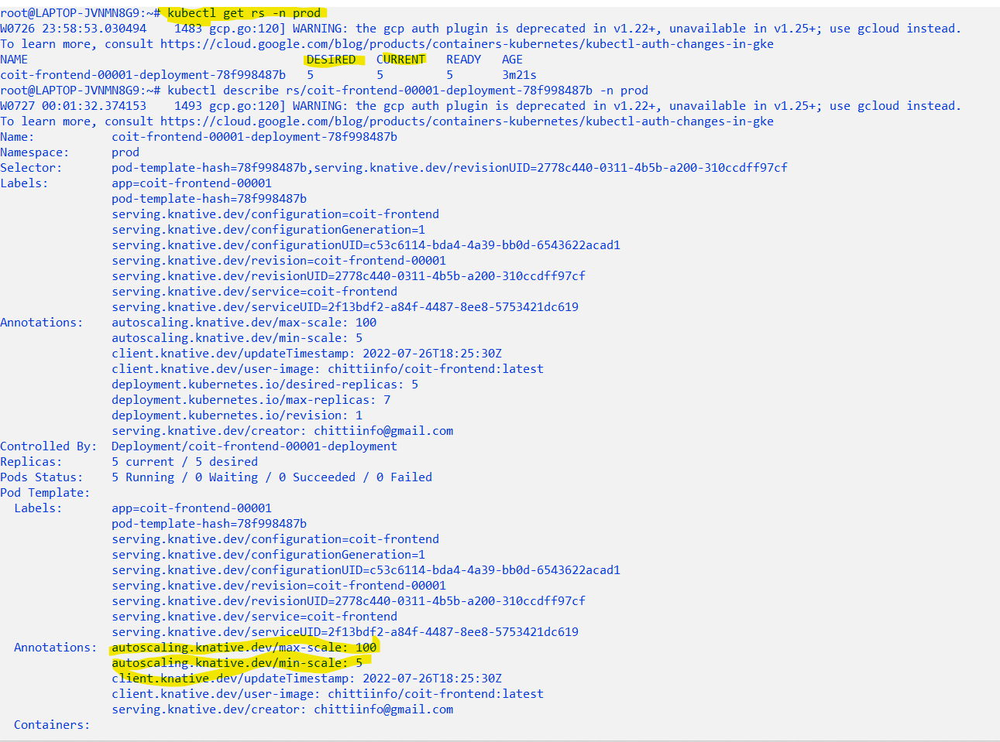 root@LAPTOP-JVNMN8G9:~# kubectl get rs -n prod
W0726 23:58:53.030494    1483 gcp.go:120] WARNING: the gcp auth plugin is deprecated in v1.22+, unavailable in v1.25+; use gcloud instead.
To learn more, consult https://cloud.google.com/blog/products/containers-kubernetes/kubectl-auth-changes-in-gke
NAME                                        DESIRED   CURRENT   READY   AGE
coit-frontend-00001-deployment-78f998487b   5         5         5       3m21s
root@LAPTOP-JVNMN8G9:~# kubectl describe rs/coit-frontend-00001-deployment-78f998487b -n prod
W0727 00:01:32.374153    1493 gcp.go:120] WARNING: the gcp auth plugin is deprecated in v1.22+, unavailable in v1.25+; use gcloud instead.
To learn more, consult https://cloud.google.com/blog/products/containers-kubernetes/kubectl-auth-changes-in-gke
Name:           coit-frontend-00001-deployment-78f998487b
Namespace:      prod
Selector:       pod-template-hash=78f998487b,serving.knative.dev/revisionUID=2778c440-0311-4b5b-a200-310ccdff97cf
Labels:         app=coit-frontend-00001
                pod-template-hash=78f998487b
                serving.knative.dev/configuration=coit-frontend
                serving.knative.dev/configurationGeneration=1
                serving.knative.dev/configurationUID=c53c6114-bda4-4a39-bb0d-6543622acad1
                serving.knative.dev/revision=coit-frontend-00001
                serving.knative.dev/revisionUID=2778c440-0311-4b5b-a200-310ccdff97cf
                serving.knative.dev/service=coit-frontend
                serving.knative.dev/serviceUID=2f13bdf2-a84f-4487-8ee8-5753421dc619
Annotations:    autoscaling.knative.dev/max-scale: 100
                autoscaling.knative.dev/min-scale: 5
                client.knative.dev/updateTimestamp: 2022-07-26T18:25:30Z
                client.knative.dev/user-image: chittiinfo/coit-frontend:latest
                deployment.kubernetes.io/desired-replicas: 5
                deployment.kubernetes.io/max-replicas: 7
                deployment.kubernetes.io/revision: 1
                serving.knative.dev/creator: chittiinfo@gmail.com
Controlled By:  Deployment/coit-frontend-00001-deployment
Replicas:       5 current / 5 desired
Pods Status:    5 Running / 0 Waiting / 0 Succeeded / 0 Failed
Pod Template:
  Labels:       app=coit-frontend-00001
                pod-template-hash=78f998487b
                serving.knative.dev/configuration=coit-frontend
                serving.knative.dev/configurationGeneration=1
                serving.knative.dev/configurationUID=c53c6114-bda4-4a39-bb0d-6543622acad1
                serving.knative.dev/revision=coit-frontend-00001
                serving.knative.dev/revisionUID=2778c440-0311-4b5b-a200-310ccdff97cf
                serving.knative.dev/service=coit-frontend
                serving.knative.dev/serviceUID=2f13bdf2-a84f-4487-8ee8-5753421dc619
  Annotations:  autoscaling.knative.dev/max-scale: 100
                autoscaling.knative.dev/min-scale: 5
                client.knative.dev/updateTimestamp: 2022-07-26T18:25:30Z
                client.knative.dev/user-image: chittiinfo/coit-frontend:latest
                serving.knative.dev/creator: chittiinfo@gmail.com
  Containers: